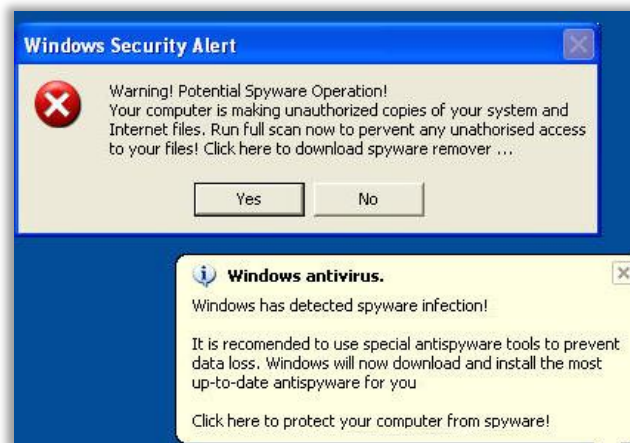 Windows Security Alert
Warning! Potential Spyware Operation!
Your computer is making unauthorized copies of your system and
Internet files. Run full scan now to pervent any unathorised access
to your files! Click here to download spyware remover ...
Yes
No
Windows antivirus.
Windows has detected spyware infection!
It is recomended to use special antispyware tools to prevent
data loss. Windows will now download and install the most
up-to-date antispyware for you
Click here to protect your computer from spyware!